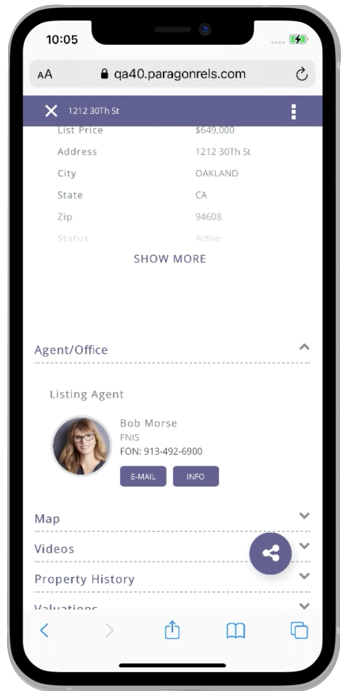 10:05
AA qa40.paragonrels.com
1212 30Th St
List Price $649,000
Address 1212 30Th St
City OAKLAND
State CA
Zip 94608
Status Active
SHOW MORE
Agent/Office
Listing Agent
Bob Morse
FNIS
FON: 913-492-6900
E-MAIL INFO
Map
Videos
Property History
Valuations